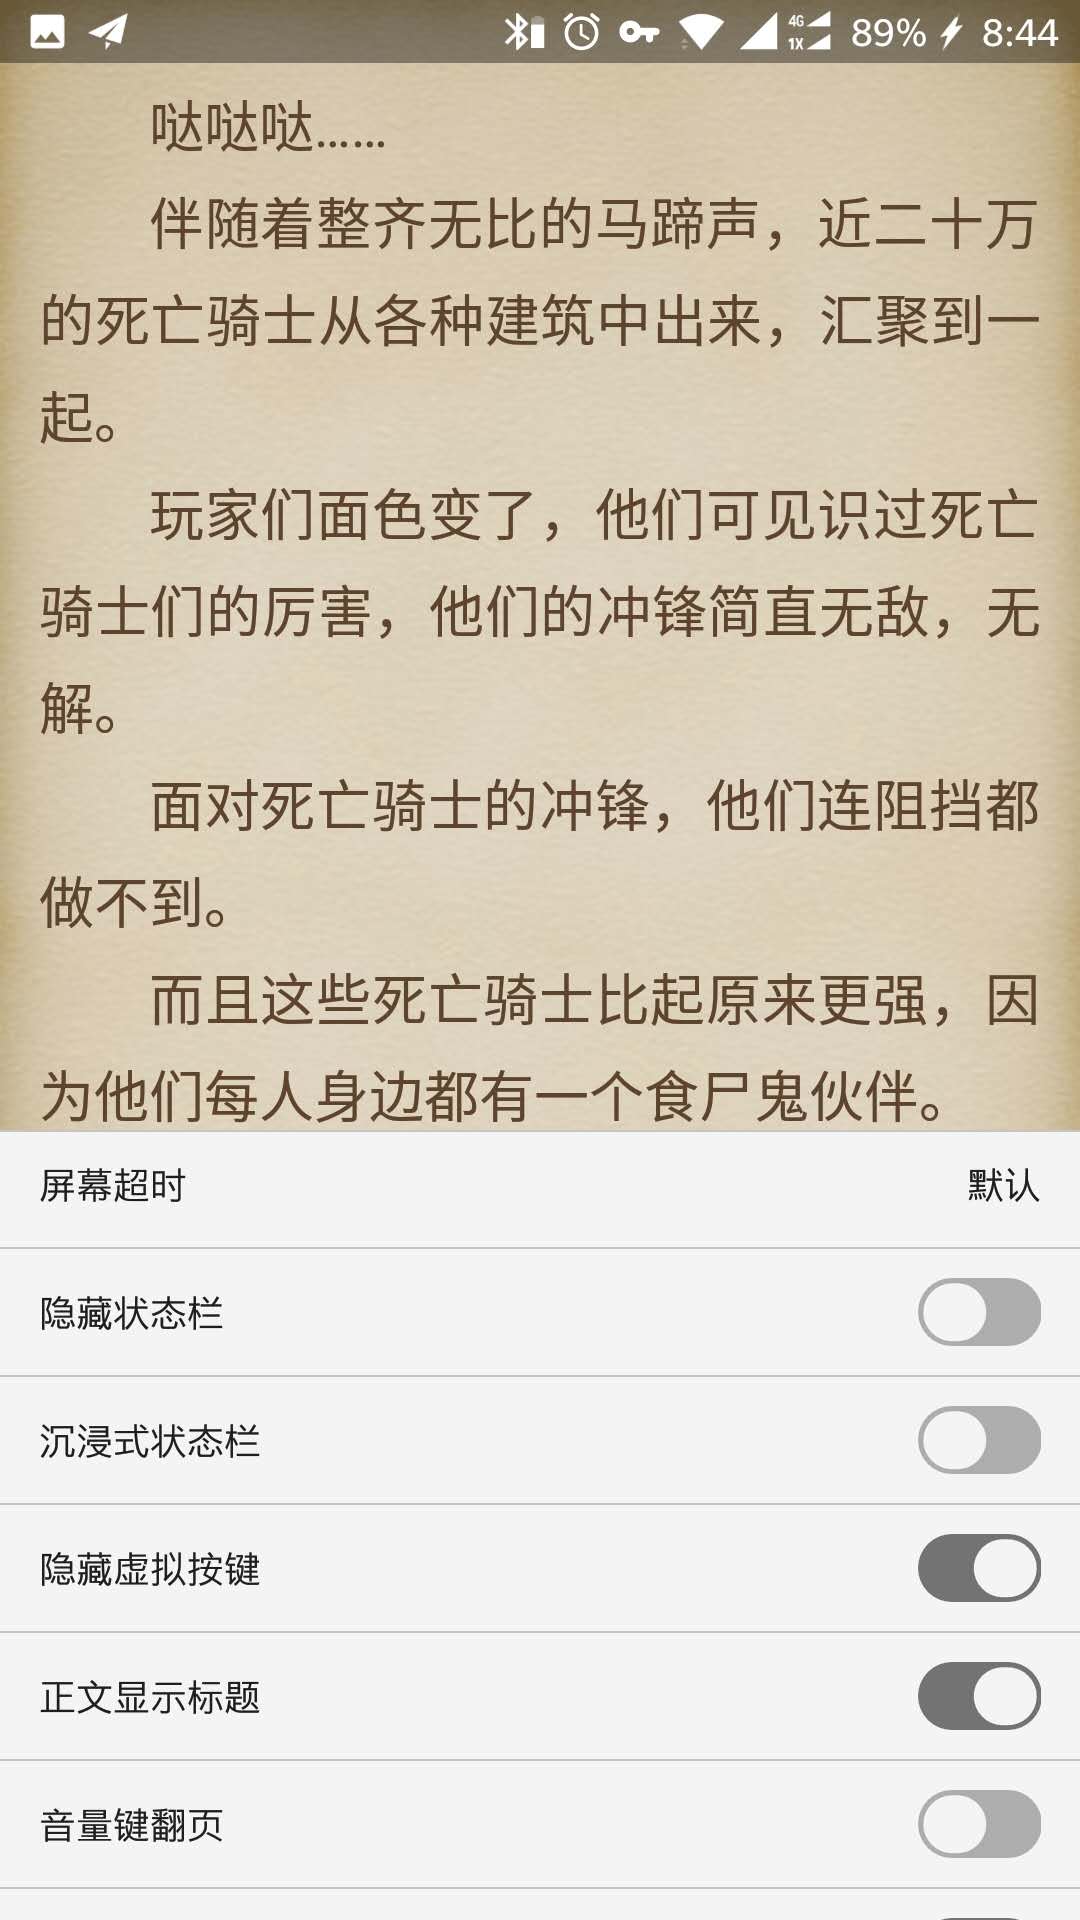 4G
1X
89% 8:44
哒哒哒……
伴随着整齐无比的马蹄声，近二十万
的死亡骑士从各种建筑中出来，汇聚到一
起。
玩家们面色变了，他们可见识过死亡
骑士们的厉害，他们的冲锋简直无敌，无
解。
面对死亡骑士的冲锋，他们连阻挡都
做不到。
而且这些死亡骑士比起原来更强，因
为他们每人身边都有一个食尸鬼伙伴。
屏幕超时 默认
隐藏状态栏
沉浸式状态栏
隐藏虚拟按键
正文显示标题
音量键翻页